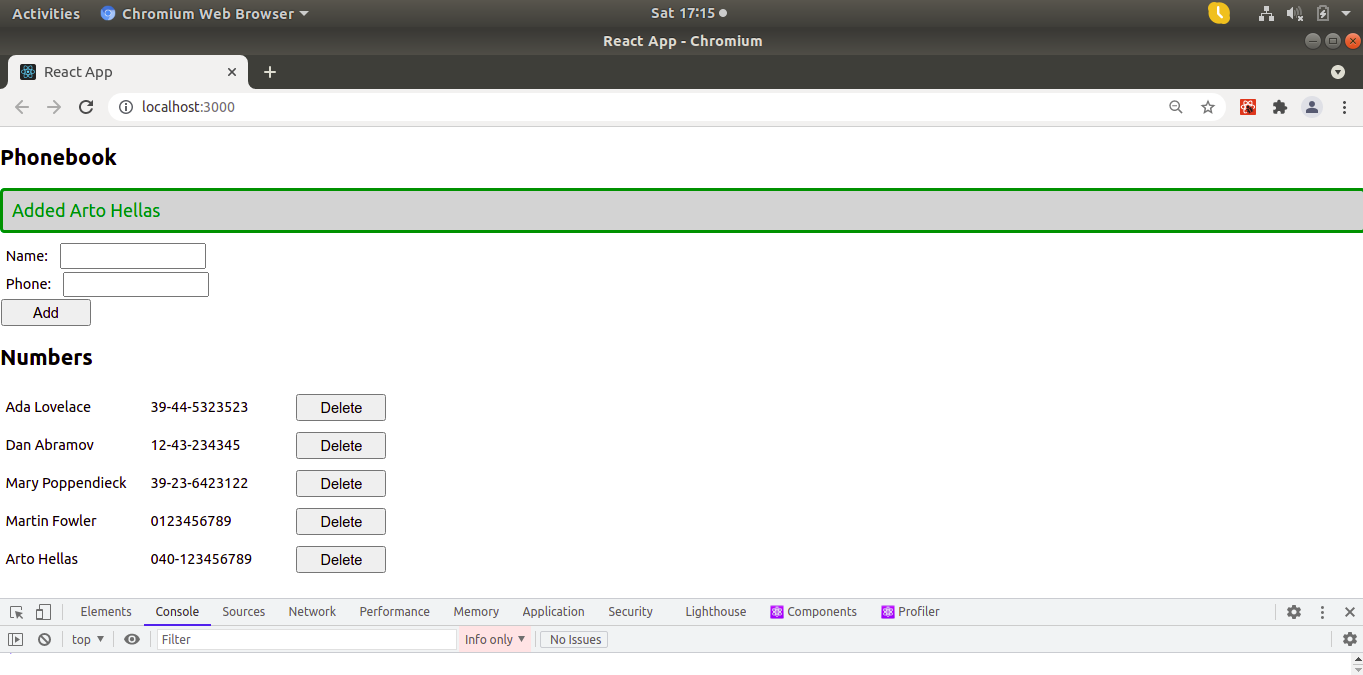 Activities Chromium Web Browser Sat 17:15
React App - Chromium
React App
localhost:3000
Phonebook
Added Arto Hellas
Name:
Phone:
Add
Numbers
Ada Lovelace 39-44-5323523 Delete
Dan Abramov 12-43-234345 Delete
Mary Poppendieck 39-23-6423122 Delete
Martin Fowler 0123456789 Delete
Arto Hellas 040-123456789 Delete
Elements Console Sources Network Performance Memory Application Security Lighthouse Components Profiler
top Filter Info only No Issues